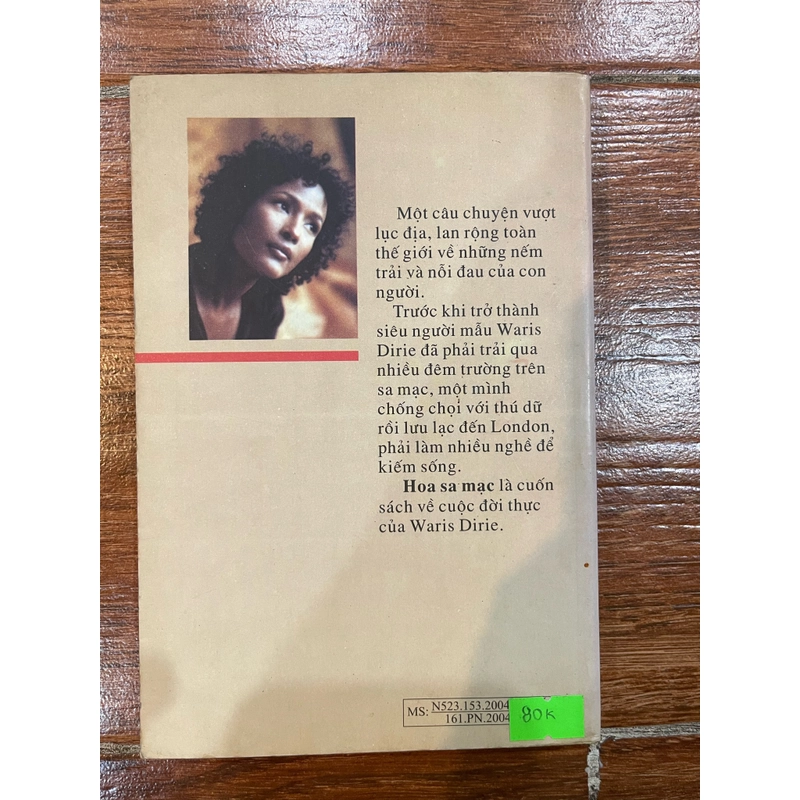 Một câu chuyện vượt
lục địa, lan rộng toàn
thế giới về những nếm
trải và nỗi đau của con
người.
Trước khi trở thành
siêu người mẫu Waris
Dirie đã phải trải qua
nhiều đêm trường trên
sa mạc, một mình
chống chọi với thú dữ
rồi lưu lạc đến London,
phải làm nhiều nghề để
kiếm sống.
Hoa sa mạc là cuốn
sách về cuộc đời thực
của Waris Dirie.
MS: N523.153.2004
161.PN.2004
80K